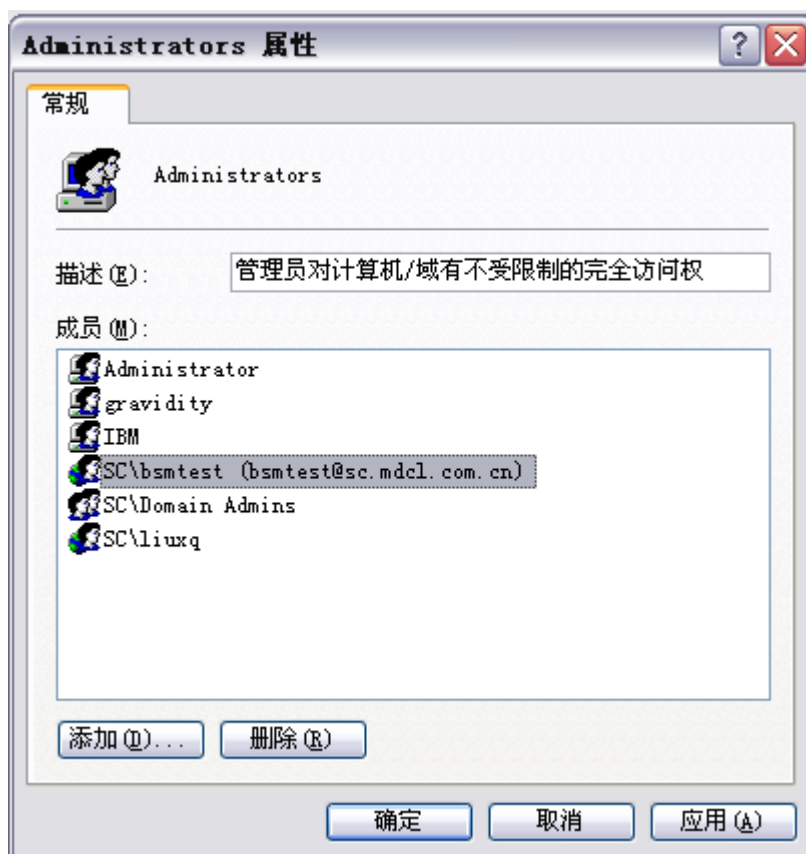 Administrators 属性
常规
Administrators
描述(E): 管理员对计算机/域有不受限制的完全访问权
成员(M):
Administrator
gravidity
IBM
SC\bsmtest (bsmtest@sc.mdcl.com.cn)
SC\Domain Admins
SC\liuxq
添加(D)... 删除(R)
确定 取消 应用(A)